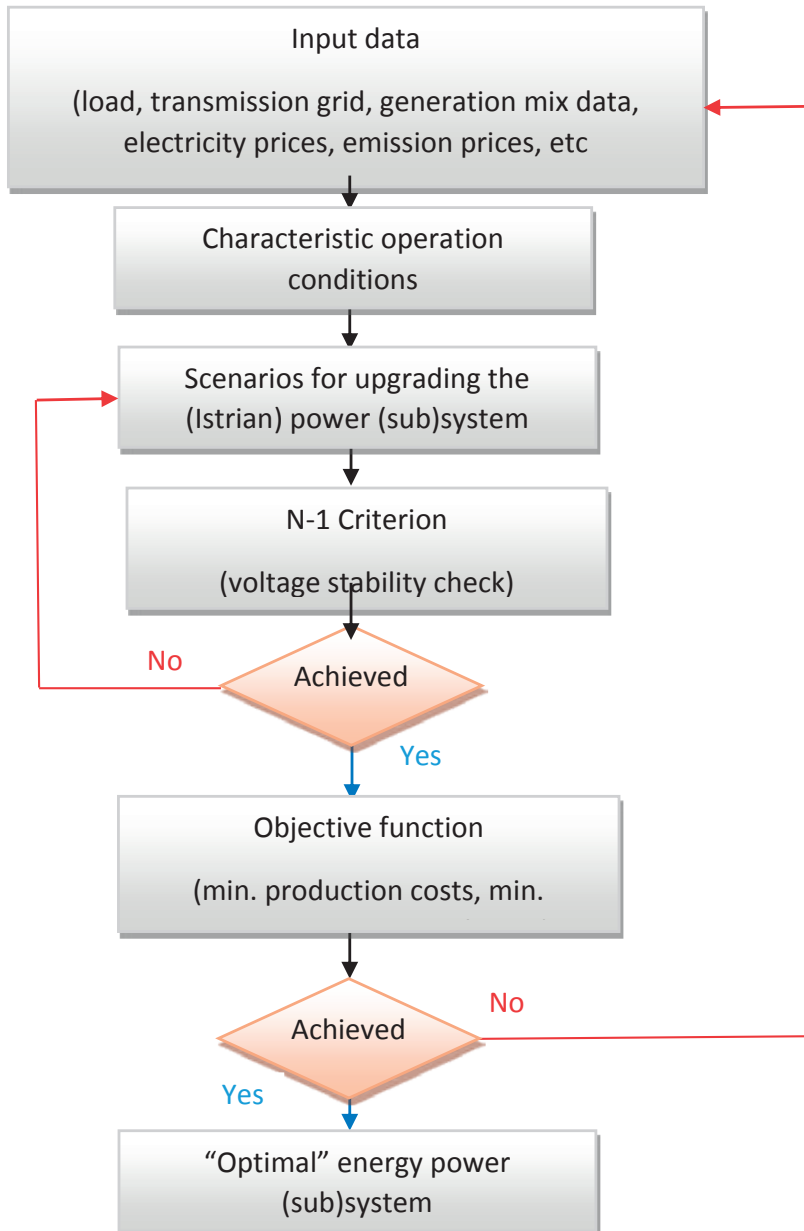 Input data
(load, transmission grid, generation mix data,
electricity prices, emission prices, etc
Characteristic operation
conditions
Scenarios for upgrading the
(Istrian) power (sub)system
N-1 Criterion
(voltage stability check)
Achieved
No
Yes
Objective function
(min. production costs, min.
Achieved
No
Yes
“Optimal” energy power
(sub)system